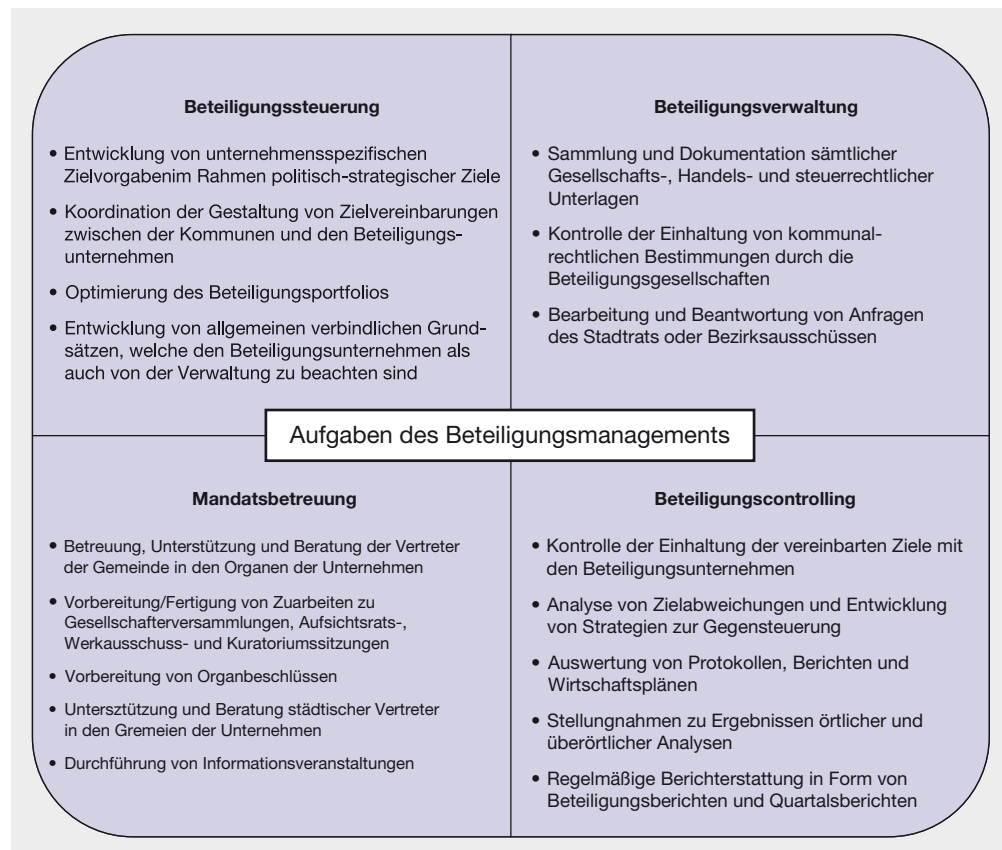 Beteiligungssteuerung
• Entwicklung von unternehmensspezifischen
Zielvorgabenim Rahmen politisch-strategischer Ziele
• Koordination der Gestaltung von Zielvereinbarungen
zwischen der Kommunen und den Beteiligungs-
unternehmen
• Optimierung des Beteiligungsportfolios
• Entwicklung von allgemeinen verbindlichen Grund-
sätzen, welche den Beteiligungsunternehmen als
auch von der Verwaltung zu beachten sind
Beteiligungsverwaltung
• Sammlung und Dokumentation sämtlicher
Gesellschafts-, Handels- und steuerrechtlicher
Unterlagen
• Kontrolle der Einhaltung von kommunal-
rechtlichen Bestimmungen durch die
Beteiligungsgesellschaften
• Bearbeitung und Beantwortung von Anfragen
des Stadtrats oder Bezirksausschüssen
Aufgaben des Beteiligungsmanagements
Mandatsbetreuung
• Betreuung, Unterstützung und Beratung der Vertreter
der Gemeinde in den Organen der Unternehmen
• Vorbereitung/Fertigung von Zuarbeiten zu
Gesellschafterversammlungen, Aufsichtsrats-,
Werkausschuss- und Kuratoriumssitzungen
• Vorbereitung von Organbeschlüssen
• Untersztützung und Beratung städtischer Vertreter
in den Gremeien der Unternehmen
• Durchführung von Informationsveranstaltungen
Beteiligungscontrolling
• Kontrolle der Einhaltung der vereinbarten Ziele mit
den Beteiligungsunternehmen
• Analyse von Zielabweichungen und Entwicklung
von Strategien zur Gegensteuerung
• Auswertung von Protokollen, Berichten und
Wirtschaftsplänen
• Stellungnahmen zu Ergebnissen örtlicher und
überörtlicher Analysen
• Regelmäßige Berichterstattung in Form von
Beteiligungsberichten und Quartalsberichten